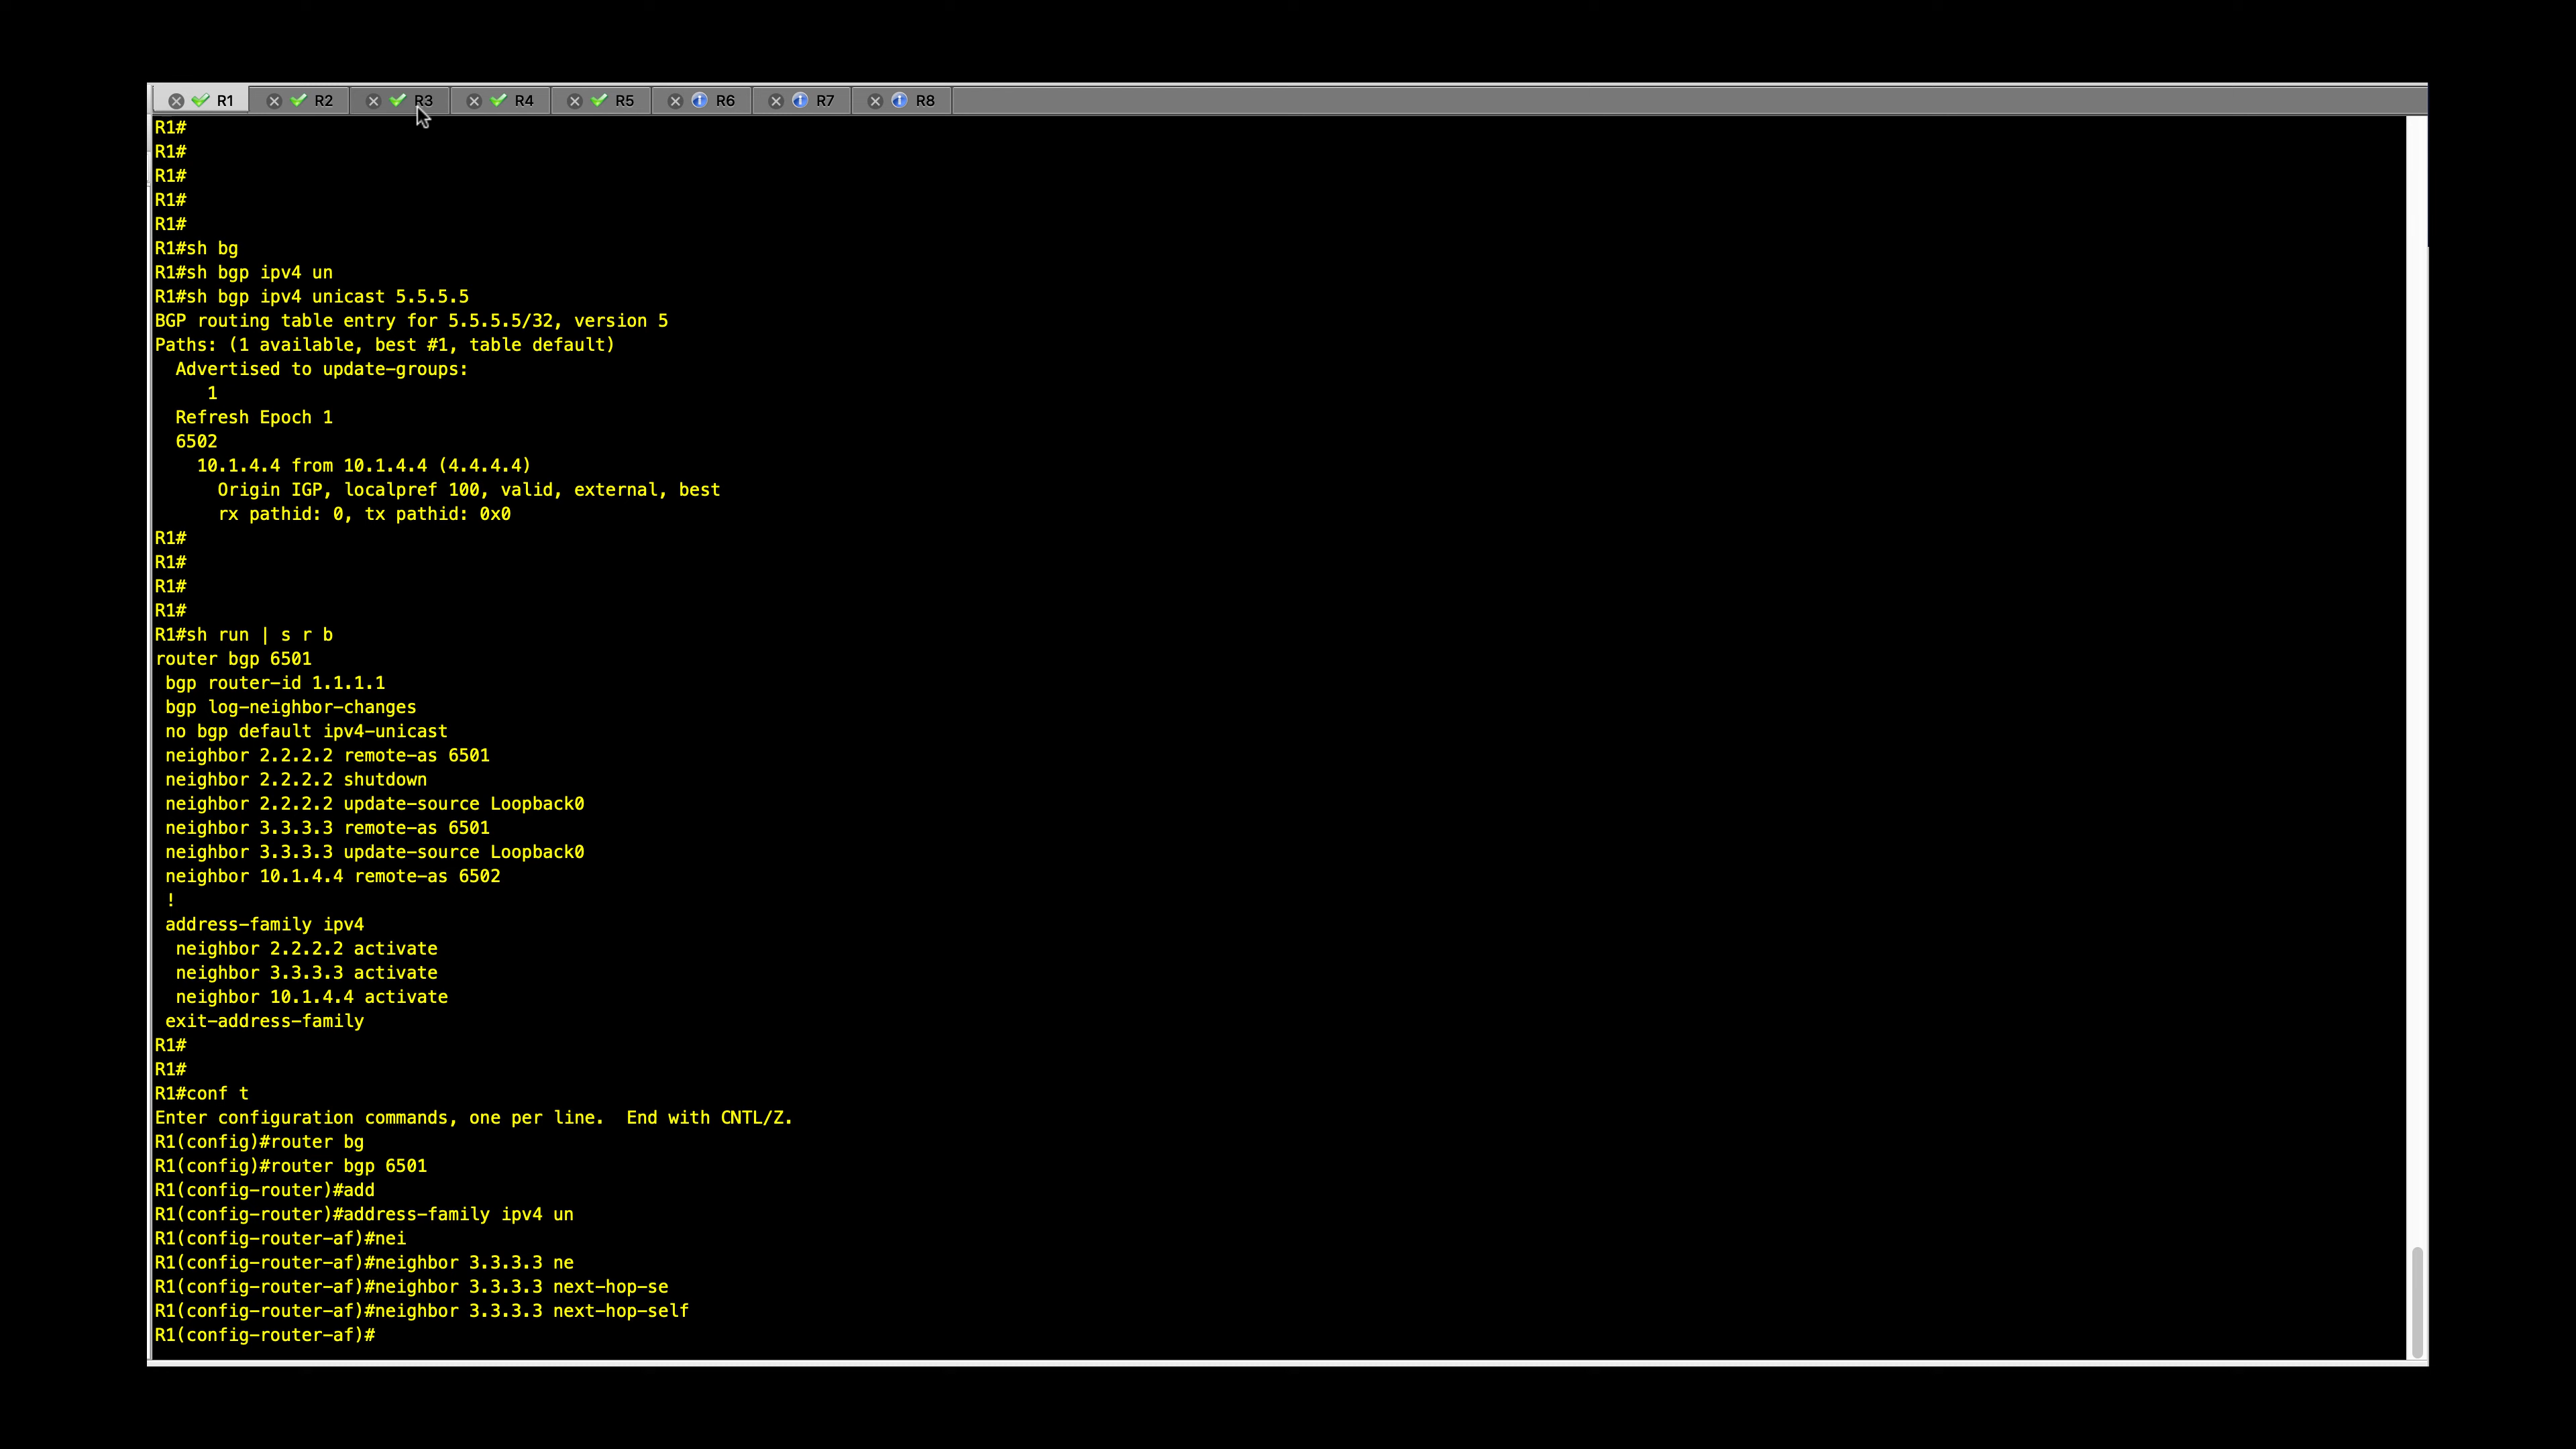 R1 R2 R3 R4 R5 R6 R7 R8
R1#
R1#
R1#
R1#
R1#
R1#sh bg
R1#sh bgp ipv4 un
R1#sh bgp ipv4 unicast 5.5.5.5
BGP routing table entry for 5.5.5.5/32, version 5
Paths: (1 available, best #1, table default)
  Advertised to update-groups:
     1
  Refresh Epoch 1
  6502
    10.1.4.4 from 10.1.4.4 (4.4.4.4)
      Origin IGP, localpref 100, valid, external, best
      rx pathid: 0, tx pathid: 0x0
R1#
R1#
R1#
R1#
R1#sh run | s r b
router bgp 6501
 bgp router-id 1.1.1.1
 bgp log-neighbor-changes
 no bgp default ipv4-unicast
 neighbor 2.2.2.2 remote-as 6501
 neighbor 2.2.2.2 shutdown
 neighbor 2.2.2.2 update-source Loopback0
 neighbor 3.3.3.3 remote-as 6501
 neighbor 3.3.3.3 update-source Loopback0
 neighbor 10.1.4.4 remote-as 6502
 !
 address-family ipv4
  neighbor 2.2.2.2 activate
  neighbor 3.3.3.3 activate
  neighbor 10.1.4.4 activate
 exit-address-family
R1#
R1#
R1#conf t
Enter configuration commands, one per line.  End with CNTL/Z.
R1(config)#router bg
R1(config)#router bgp 6501
R1(config-router)#add
R1(config-router)#address-family ipv4 un
R1(config-router-af)#nei
R1(config-router-af)#neighbor 3.3.3.3 ne
R1(config-router-af)#neighbor 3.3.3.3 next-hop-se
R1(config-router-af)#neighbor 3.3.3.3 next-hop-self
R1(config-router-af)#